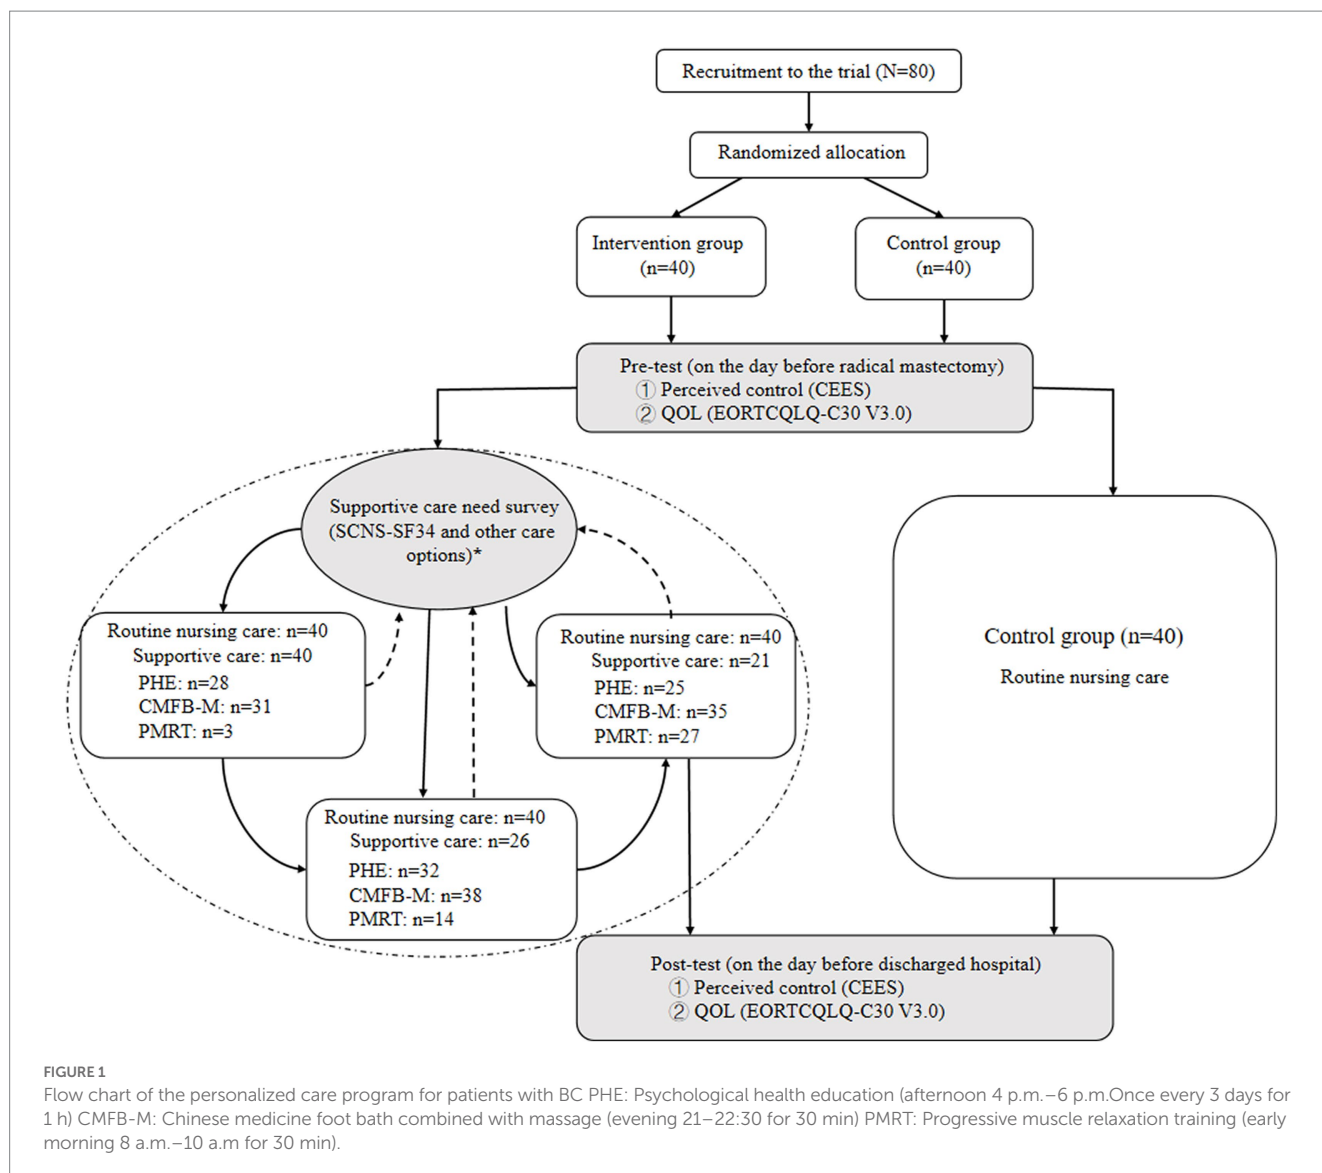 Recruitment to the trial (N=80)
Randomized allocation
Intervention group
(n=40)
Control group
(n=40)
Pre-test (on the day before radical mastectomy)
① Perceived control (CEES)
② QOL (EORTCQLQ-C30 V3.0)
Supportive care need survey
(SCNS-SF34 and other care
options)*
Routine nursing care: n=40
Supportive care: n=40
PHE: n=28
CMFB-M: n=31
PMRT: n=3
Routine nursing care: n=40
Supportive care: n=26
PHE: n=32
CMFB-M: n=38
PMRT: n=14
Routine nursing care: n=40
Supportive care: n=21
PHE: n=25
CMFB-M: n=35
PMRT: n=27
Control group (n=40)
Routine nursing care
Post-test (on the day before discharged hospital)
① Perceived control (CEES)
② QOL (EORTCQLQ-C30 V3.0)
FIGURE 1
Flow chart of the personalized care program for patients with BC PHE: Psychological health education (afternoon 4 p.m.–6 p.m.Once every 3 days for
1 h) CMFB-M: Chinese medicine foot bath combined with massage (evening 21–22:30 for 30 min) PMRT: Progressive muscle relaxation training (early
morning 8 a.m.–10 a.m for 30 min).